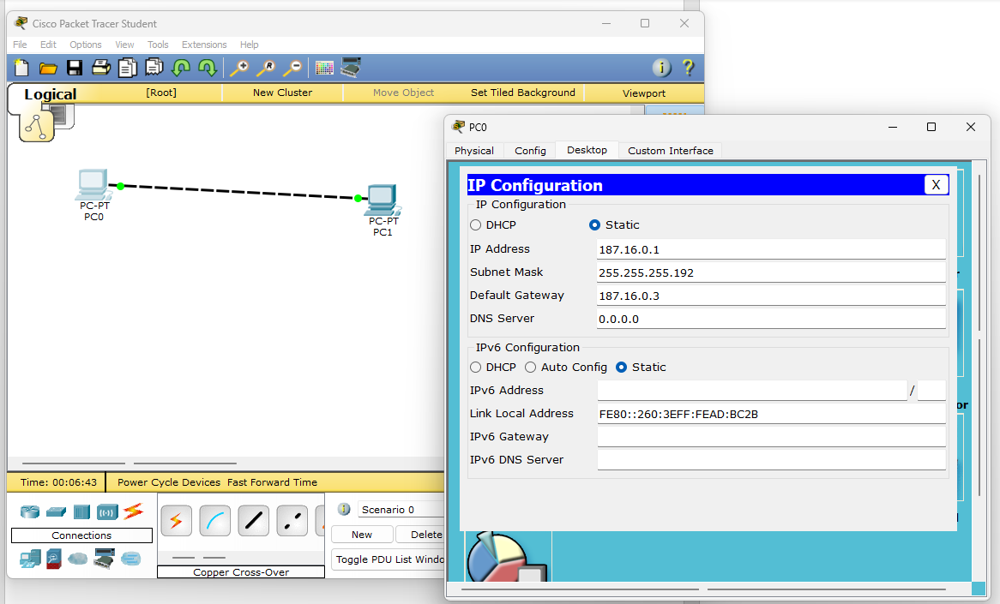 Cisco Packet Tracer Student
File Edit Options View Tools Extensions Help
Logical [Root] New Cluster Move Object Set Tiled Background Viewport
PC-PT
PC0
PC-PT
PC1
Time: 00:06:43 Power Cycle Devices Fast Forward Time
Connections
Copper Cross-Over
Scenario 0
New Delete
Toggle PDU List Windo
PC0
Physical Config Desktop Custom Interface
IP Configuration X
IP Configuration
DHCP Static
IP Address 187.16.0.1
Subnet Mask 255.255.255.192
Default Gateway 187.16.0.3
DNS Server 0.0.0.0
IPv6 Configuration
DHCP Auto Config Static
IPv6 Address /
Link Local Address FE80::260:3EFF:FEAD:BC2B
IPv6 Gateway
IPv6 DNS Server
or